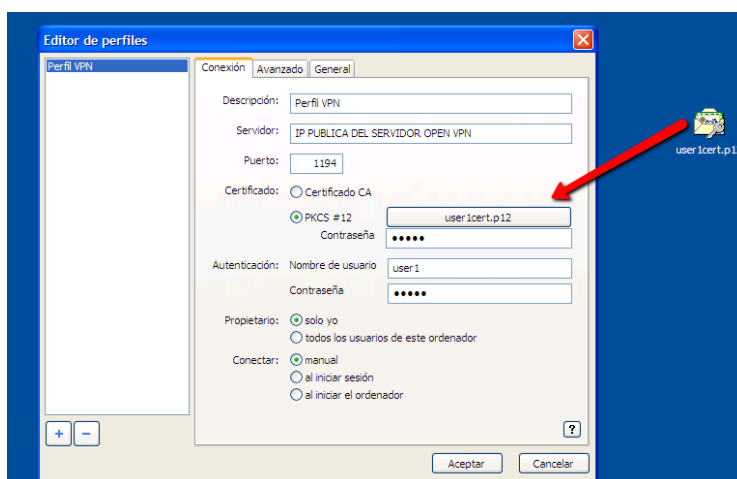 Editor de perfiles
Perfil VPN
Conexión Avanzado General
Descripción: Perfil VPN
Servidor: IP PUBLICA DEL SERVIDOR OPEN VPN
Puerto: 1194
Certificado: Certificado CA
PKCS #12 user1cert.p12
Contraseña •••••
Autenticación: Nombre de usuario user1
Contraseña •••••
Propietario: solo yo
todos los usuarios de este ordenador
Conectar: manual
al iniciar sesión
al iniciar el ordenador
+ - ?
Aceptar Cancelar
user1cert.p1